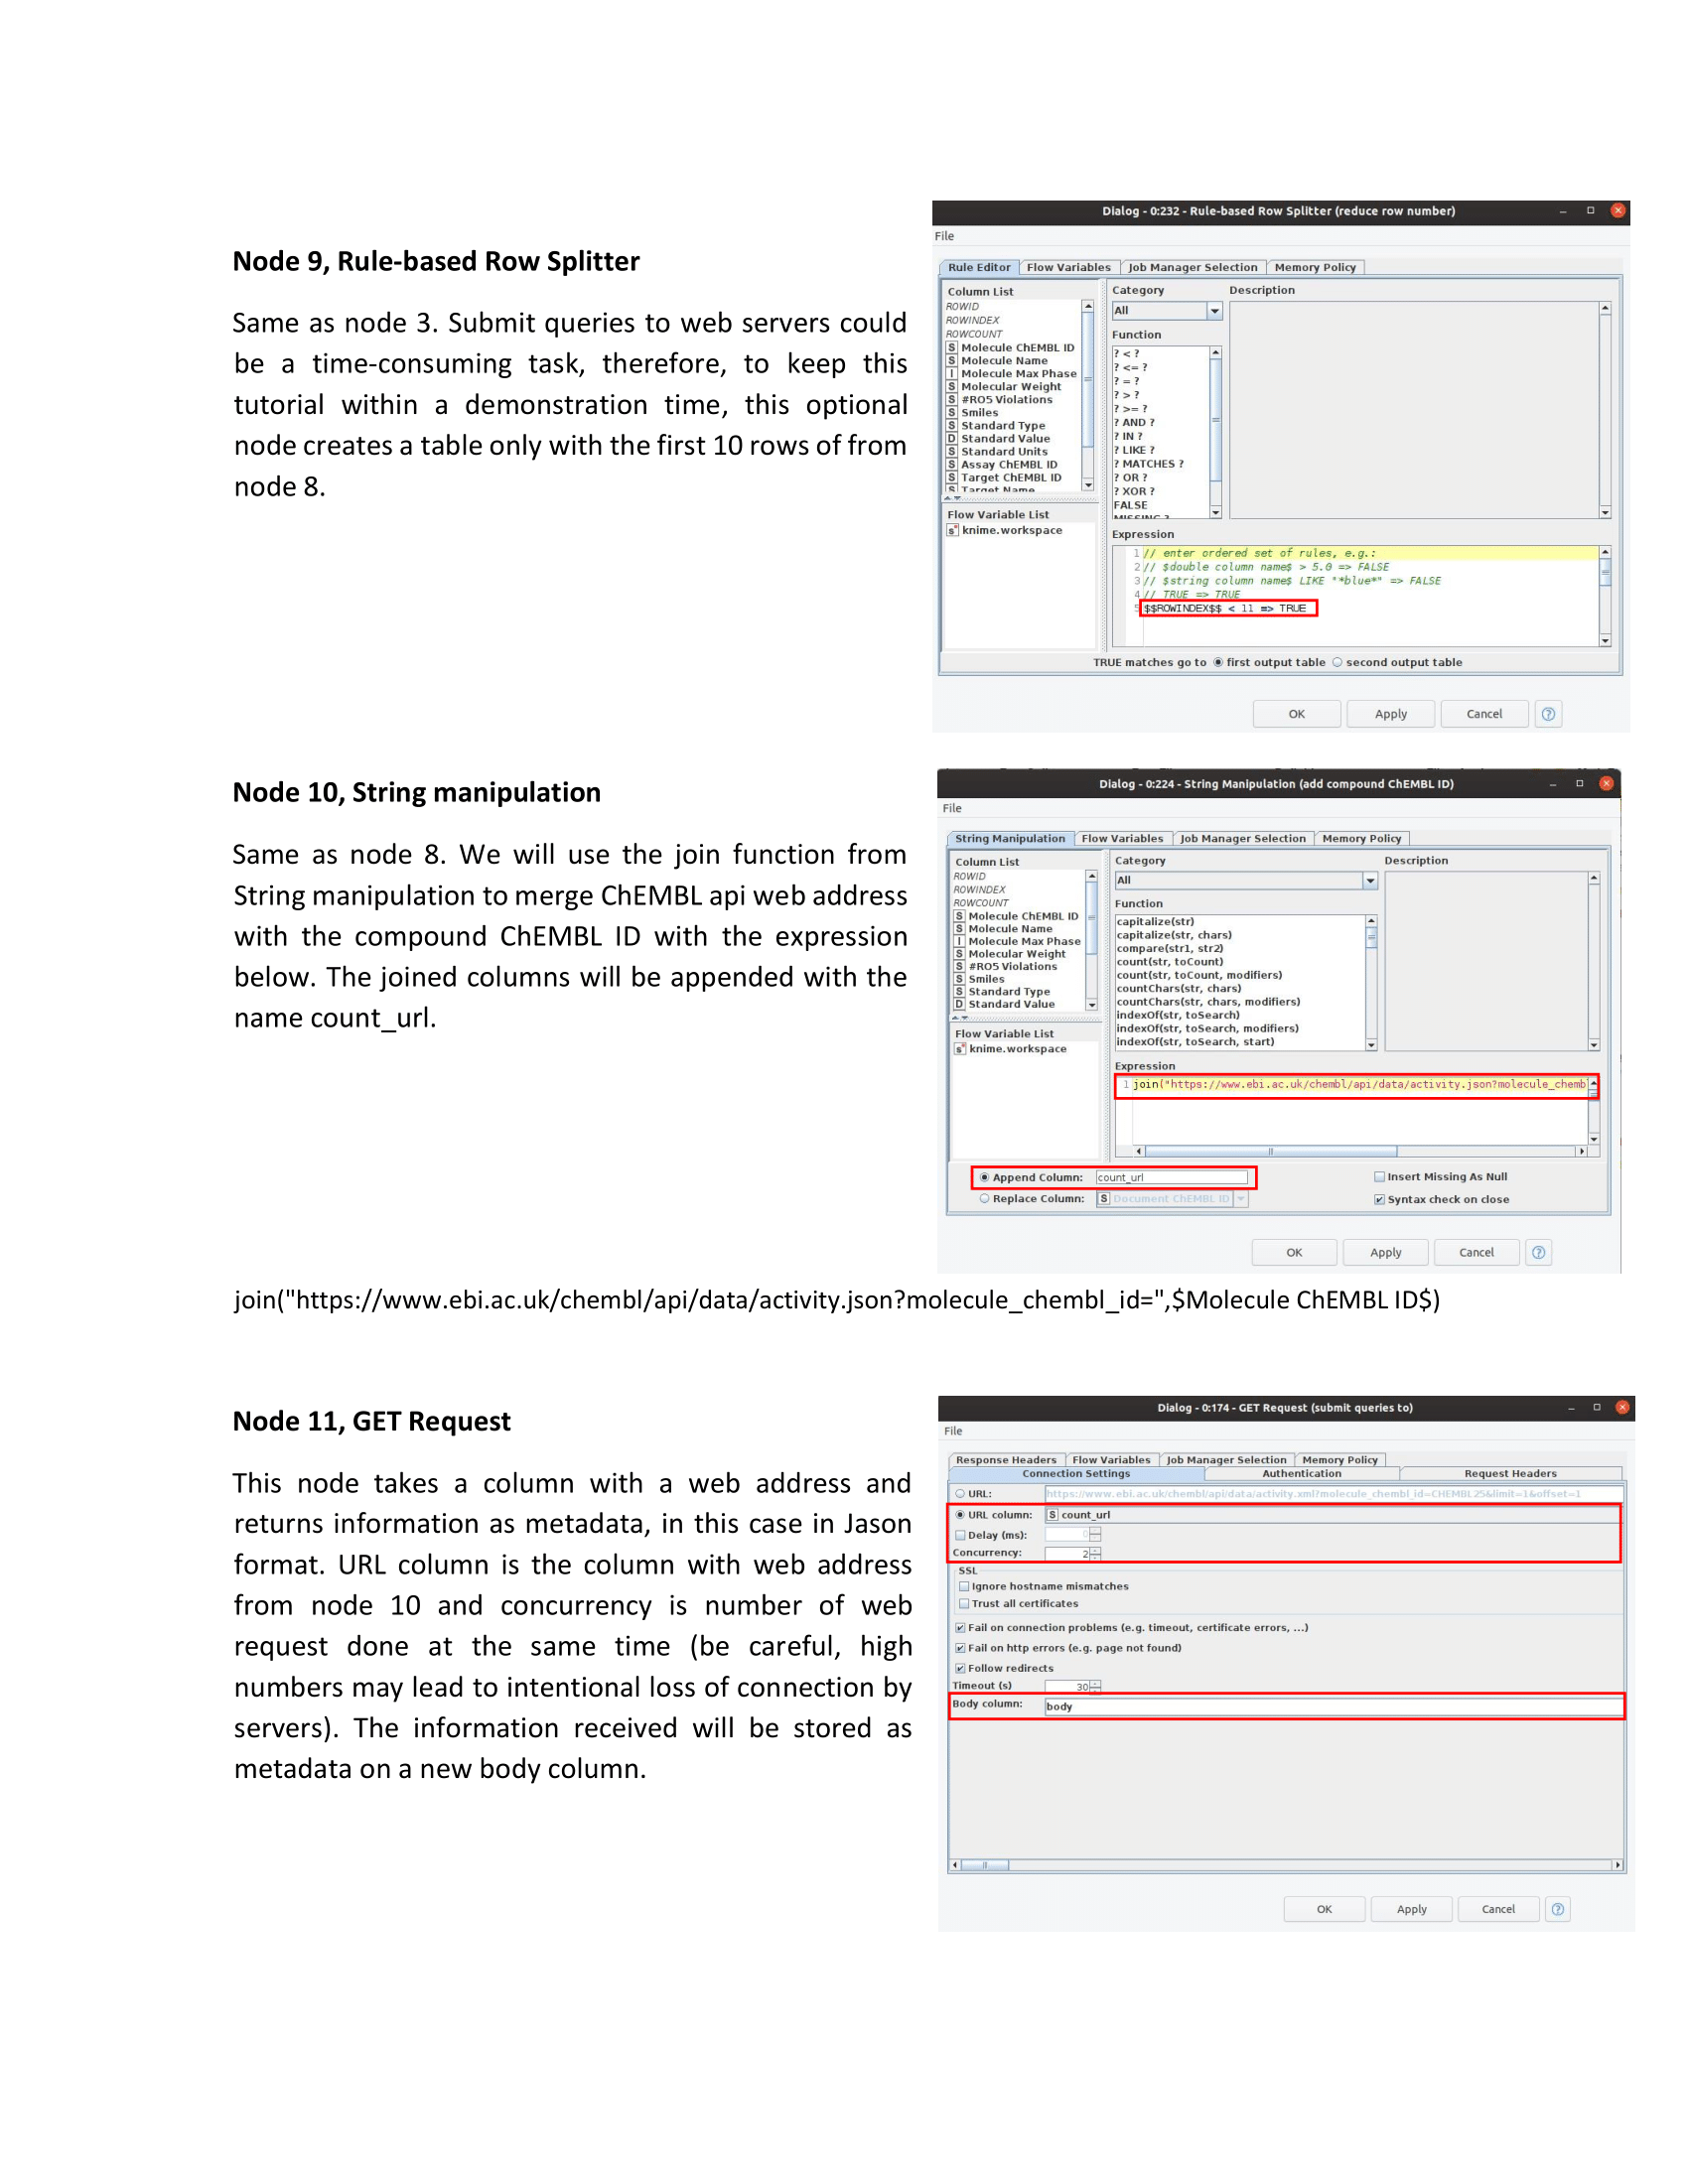 Dialog - 0:232 - Rule-based Row Splitter (reduce row number)
File
Node 9, Rule-based Row Splitter
Same as node 3. Submit queries to web servers could
be a time-consuming task, therefore, to keep this
tutorial within a demonstration time, this optional
node creates a table only with the first 10 rows of from
node 8.
Rule Editor Flow Variables Job Manager Selection Memory Policy
Column List
ROWID
ROWINDEX
ROWCOUNT
S Molecule ChEMBL ID
S Molecule Name
I Molecule Max Phase
S Molecular Weight
S #RO5 Violations
S Smiles
S Standard Type
D Standard Value
S Standard Units
S Assay ChEMBL ID
S Target ChEMBL ID
S Target Name
Flow Variable List
s knime.workspace
Category
All
Description
Function
? < ?
? <= ?
? = ?
? > ?
? >= ?
? AND ?
? IN ?
? LIKE ?
? MATCHES ?
? OR ?
? XOR ?
FALSE
MISSING ?
Expression
1 // enter ordered set of rules, e.g.:
2 // $double column name$ > 5.0 => FALSE
3 // $string column name$ LIKE "*blue*" => FALSE
4 // TRUE => TRUE
5 $$ROWINDEX$$ < 11 => TRUE
TRUE matches go to first output table second output table
OK Apply Cancel ?
Node 10, String manipulation
Same as node 8. We will use the join function from
String manipulation to merge ChEMBL api web address
with the compound ChEMBL ID with the expression
below. The joined columns will be appended with the
name count_url.
Dialog - 0:224 - String Manipulation (add compound ChEMBL ID)
File
String Manipulation Flow Variables Job Manager Selection Memory Policy
Column List
ROWID
ROWINDEX
ROWCOUNT
S Molecule ChEMBL ID
S Molecule Name
I Molecule Max Phase
S Molecular Weight
S #RO5 Violations
S Smiles
S Standard Type
D Standard Value
Flow Variable List
s knime.workspace
Category
All
Description
Function
capitalize(str)
capitalize(str, chars)
compare(str1, str2)
count(str, toCount)
count(str, toCount, modifiers)
countChars(str, chars)
countChars(str, chars, modifiers)
indexOf(str, toSearch)
indexOf(str, toSearch, modifiers)
indexOf(str, toSearch, start)
Expression
1 join("https://www.ebi.ac.uk/chembl/api/data/activity.json?molecule_chemb
Append Column: count_url
Insert Missing As Null
Replace Column: S Document ChEMBL ID
Syntax check on close
OK Apply Cancel ?
join("https://www.ebi.ac.uk/chembl/api/data/activity.json?molecule_chembl_id=",$Molecule ChEMBL ID$)
Node 11, GET Request
This node takes a column with a web address and
returns information as metadata, in this case in Jason
format. URL column is the column with web address
from node 10 and concurrency is number of web
request done at the same time (be careful, high
numbers may lead to intentional loss of connection by
servers). The information received will be stored as
metadata on a new body column.
Dialog - 0:174 - GET Request (submit queries to)
File
Response Headers Flow Variables Job Manager Selection Memory Policy
Connection Settings Authentication Request Headers
URL: https://www.ebi.ac.uk/chembl/api/data/activity.xml?molecule_chembl_id=CHEMBL25&limit=1&offset=1
URL column: S count_url
Delay (ms): 0
Concurrency: 2
SSL
Ignore hostname mismatches
Trust all certificates
Fail on connection problems (e.g. timeout, certificate errors, ...)
Fail on http errors (e.g. page not found)
Follow redirects
Timeout (s) 30
Body column: body
OK Apply Cancel ?